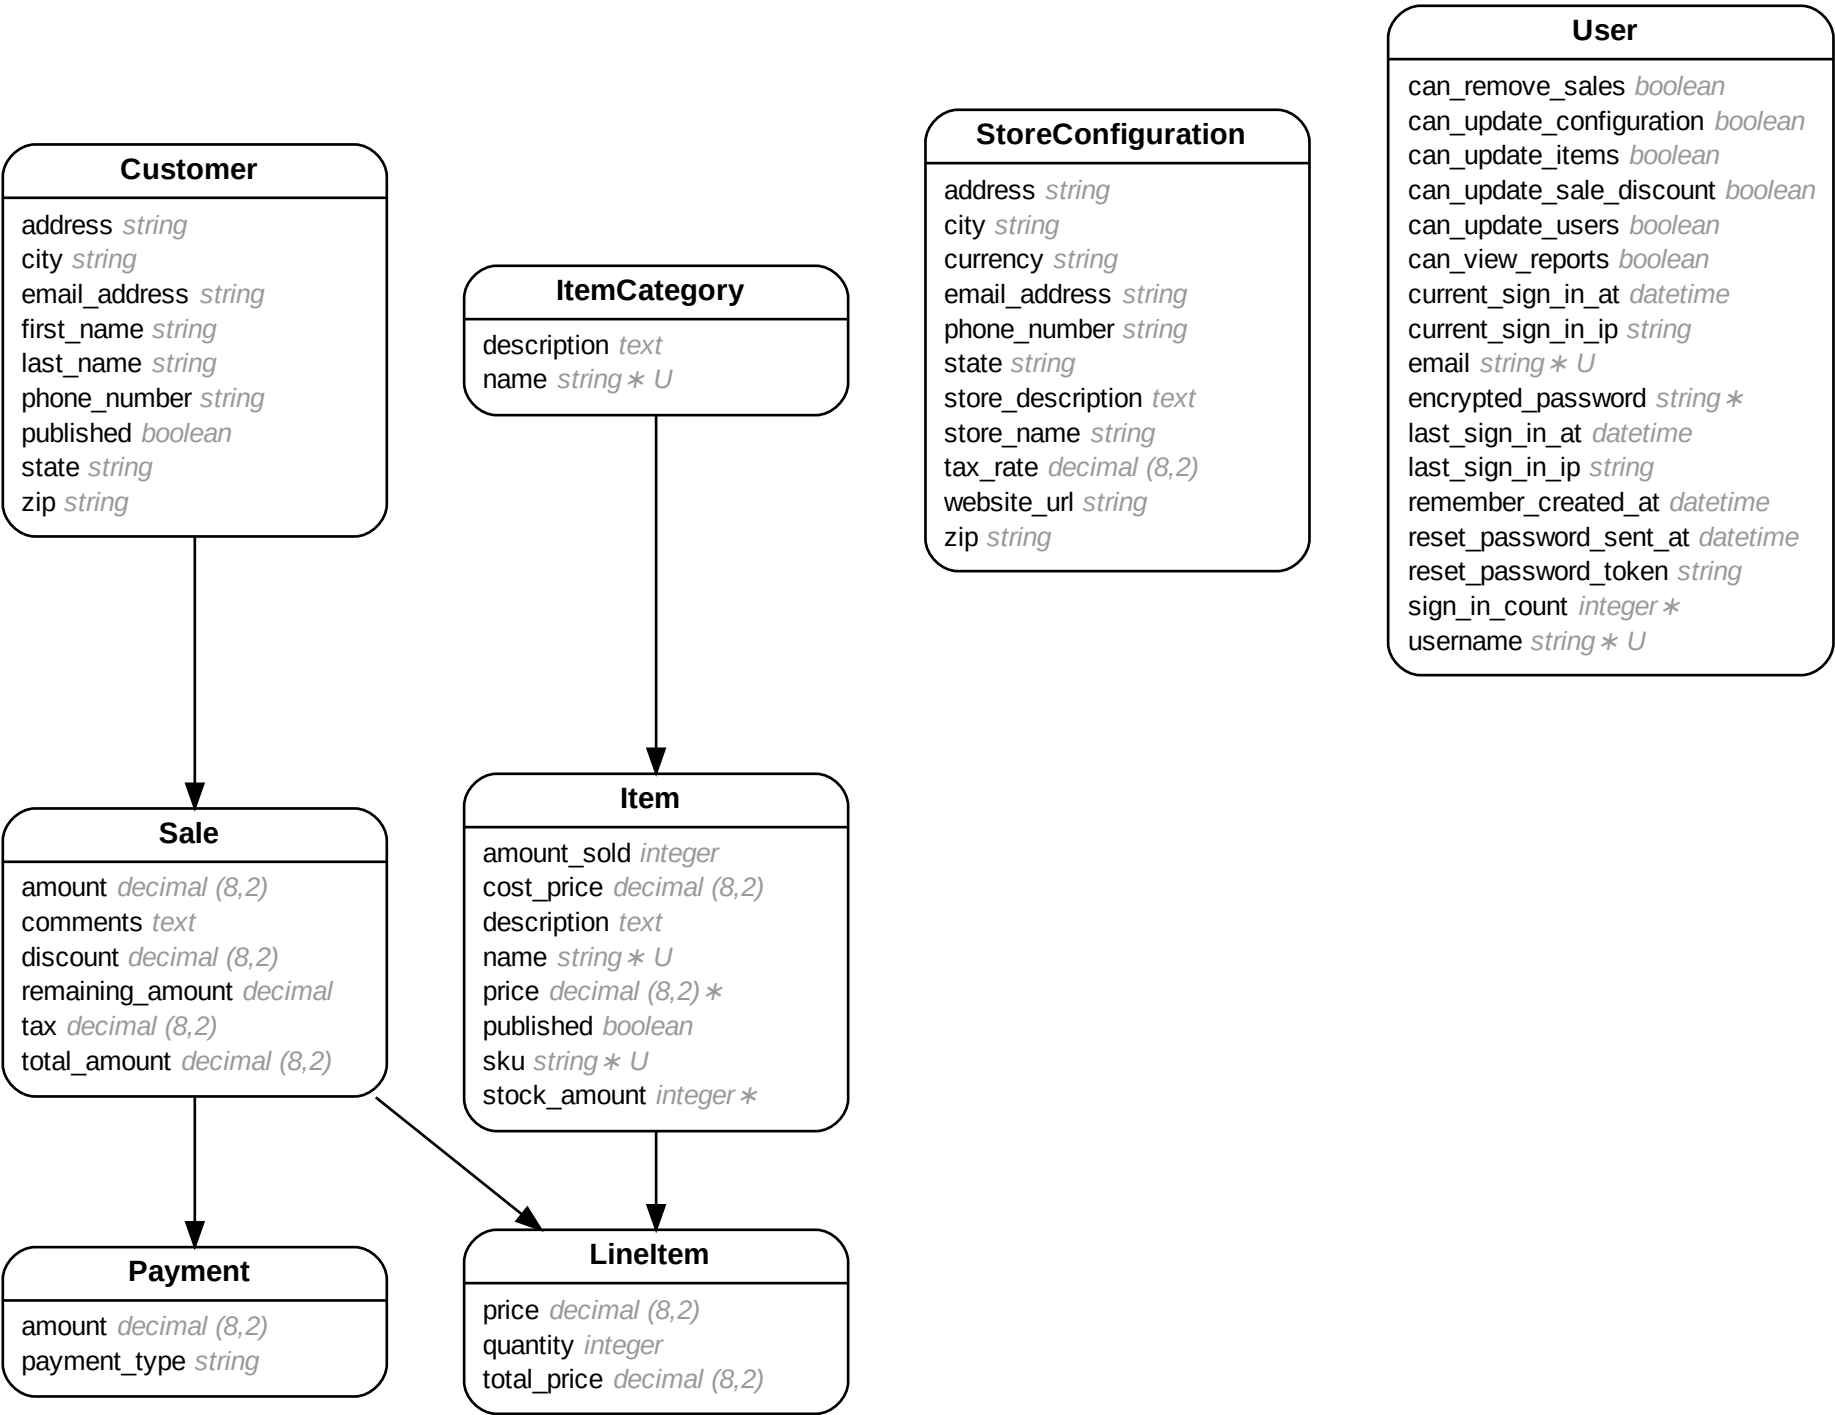 Customer
address string
city string
email_address string
first_name string
last_name string
phone_number string
published boolean
state string
zip string
ItemCategory
description text
name string∗ U
StoreConfiguration
address string
city string
currency string
email_address string
phone_number string
state string
store_description text
store_name string
tax_rate decimal (8,2)
website_url string
zip string
User
can_remove_sales boolean
can_update_configuration boolean
can_update_items boolean
can_update_sale_discount boolean
can_update_users boolean
can_view_reports boolean
current_sign_in_at datetime
current_sign_in_ip string
email string∗ U
encrypted_password string∗
last_sign_in_at datetime
last_sign_in_ip string
remember_created_at datetime
reset_password_sent_at datetime
reset_password_token string
sign_in_count integer∗
username string∗ U
Sale
amount decimal (8,2)
comments text
discount decimal (8,2)
remaining_amount decimal
tax decimal (8,2)
total_amount decimal (8,2)
Item
amount_sold integer
cost_price decimal (8,2)
description text
name string∗ U
price decimal (8,2)∗
published boolean
sku string∗ U
stock_amount integer∗
Payment
amount decimal (8,2)
payment_type string
LineItem
price decimal (8,2)
quantity integer
total_price decimal (8,2)